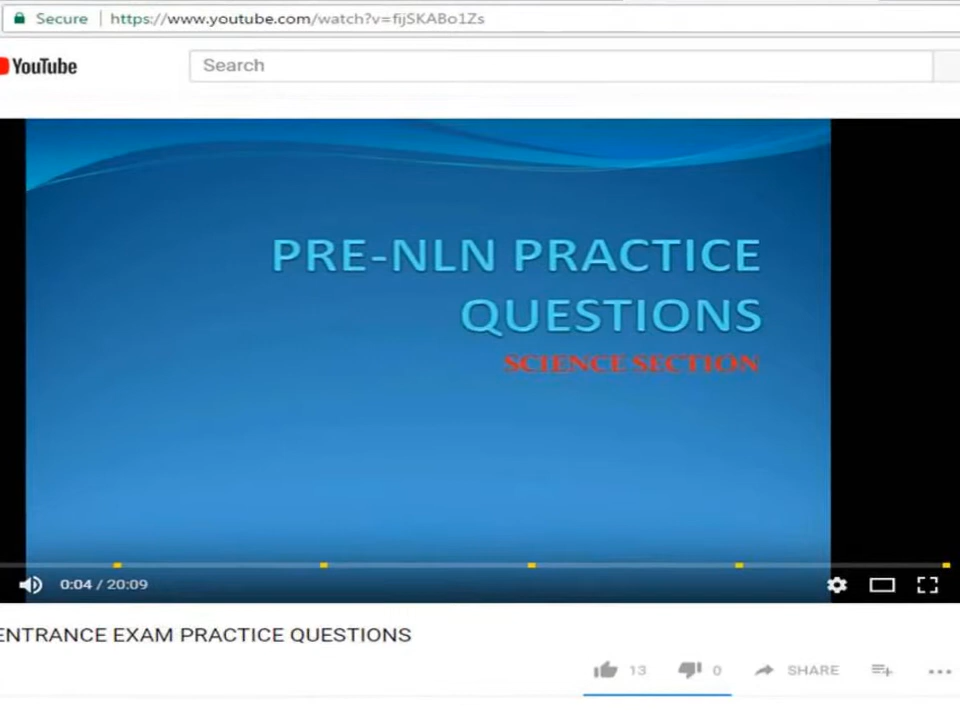 Secure https://www.youtube.com/watch?v=fijSKABo1Zs
YouTube
Search
PRE-NLN PRACTICE
QUESTIONS
SCIENCE SECTION
0:04 / 20:09
ENTRANCE EXAM PRACTICE QUESTIONS
13 0 SHARE